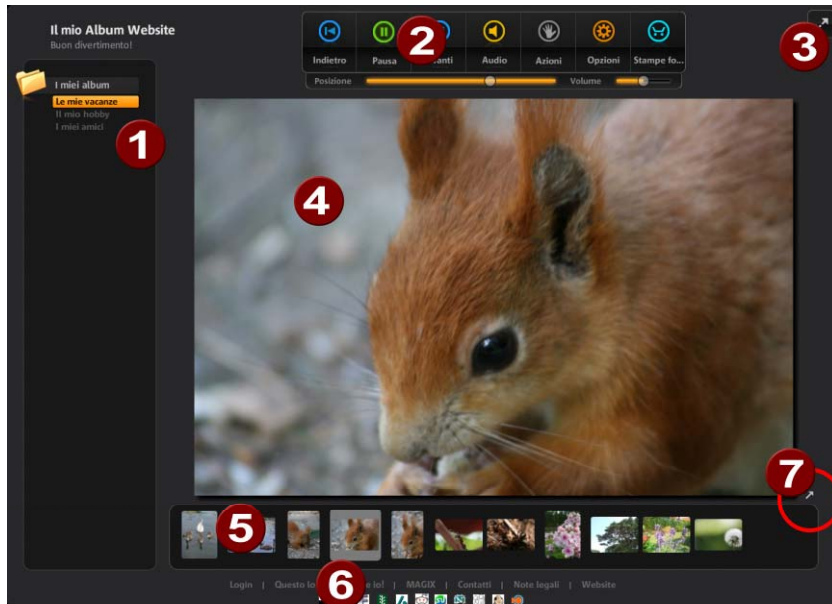 Il mio Album Website
Buon divertimento!
I miei album
Le mie vacanze
Il mio hobby
I miei amici
1
Indietro Pausa Audio Azioni Opzioni Stampe fo...
2
Posizione Volume
3
4
7
5
Login | Questo lo! | MAGIX | Contatti | Note legali | Website
6